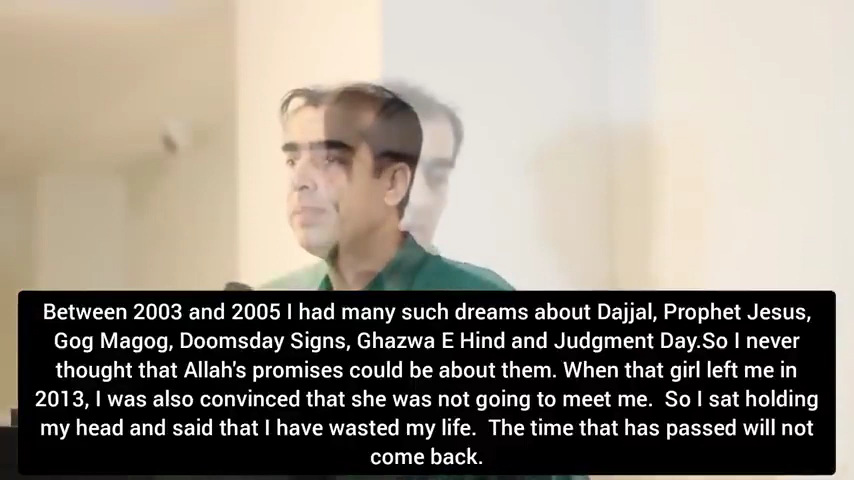 Between 2003 and 2005 I had many such dreams about Dajjal, Prophet Jesus,
Gog Magog, Doomsday Signs, Ghazwa E Hind and Judgment Day.So I never
thought that Allah's promises could be about them. When that girl left me in
2013, I was also convinced that she was not going to meet me. So I sat holding
my head and said that I have wasted my life. The time that has passed will not
come back.